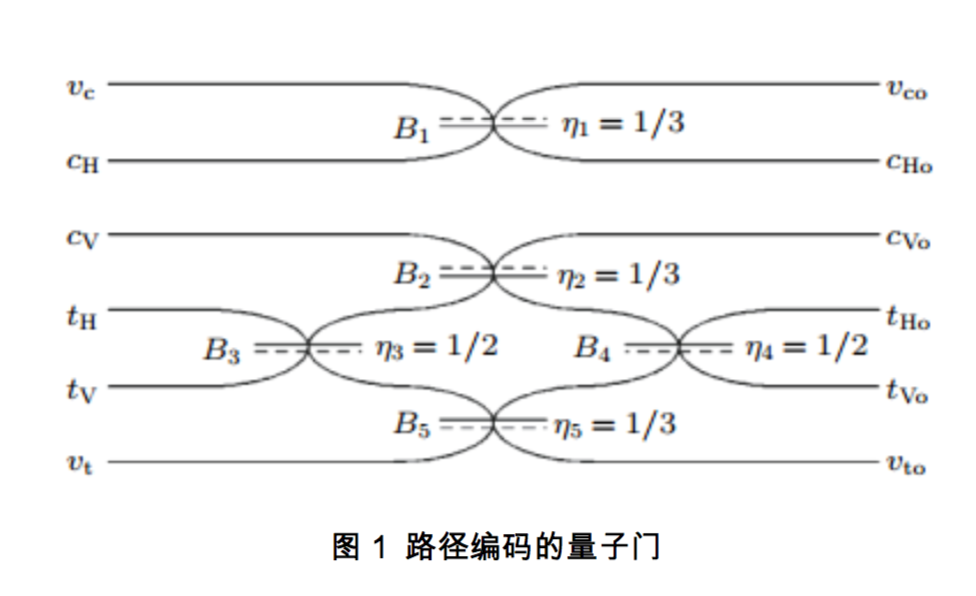 v_c v_co
B_1 η_1 = 1/3
c_H c_Ho
c_V c_Vo
B_2 η_2 = 1/3
t_H t_Ho
B_3 η_3 = 1/2 B_4 η_4 = 1/2
t_V t_Vo
B_5 η_5 = 1/3
v_t v_to
图 1 路径编码的量子门